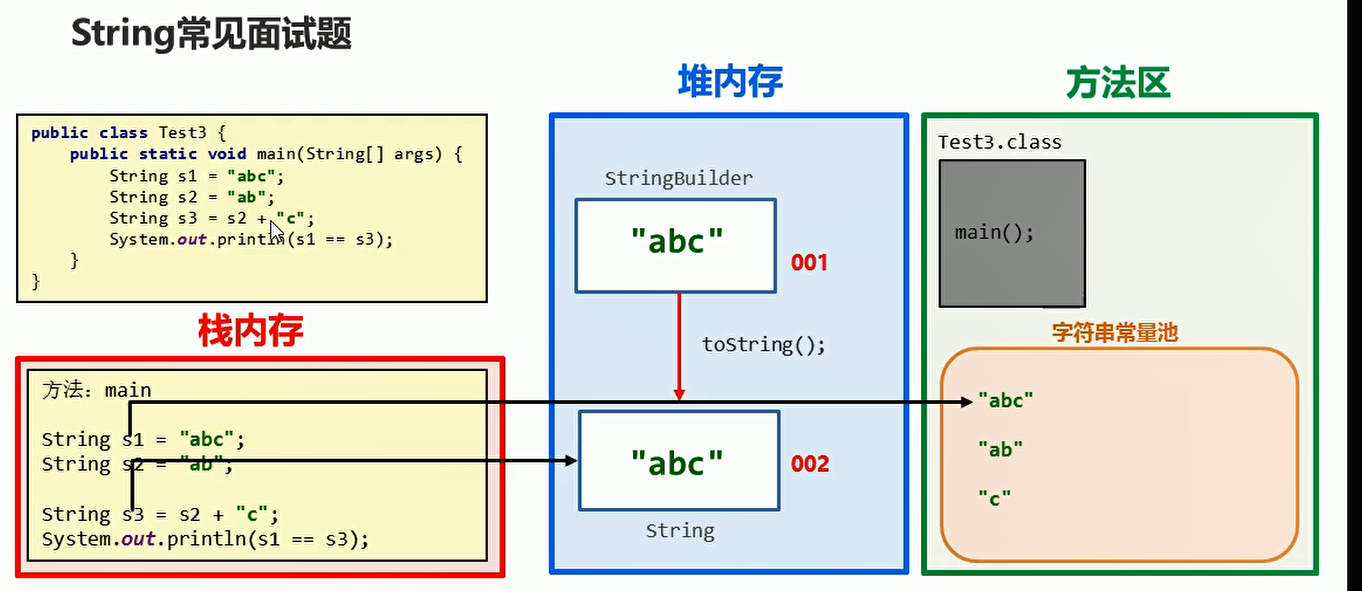 String常见面试题
public class Test3 {
public static void main(String[] args) {
String s1 = "abc";
String s2 = "ab";
String s3 = s2 + "c";
System.out.println(s1 == s3);
}
}
栈内存
方法：main
String s1 = "abc";
String s2 = "ab";
String s3 = s2 + "c";
System.out.println(s1 == s3);
堆内存
StringBuilder
"abc"
001
toString();
"abc"
002
String
方法区
Test3.class
main();
字符串常量池
"abc"
"ab"
"c"